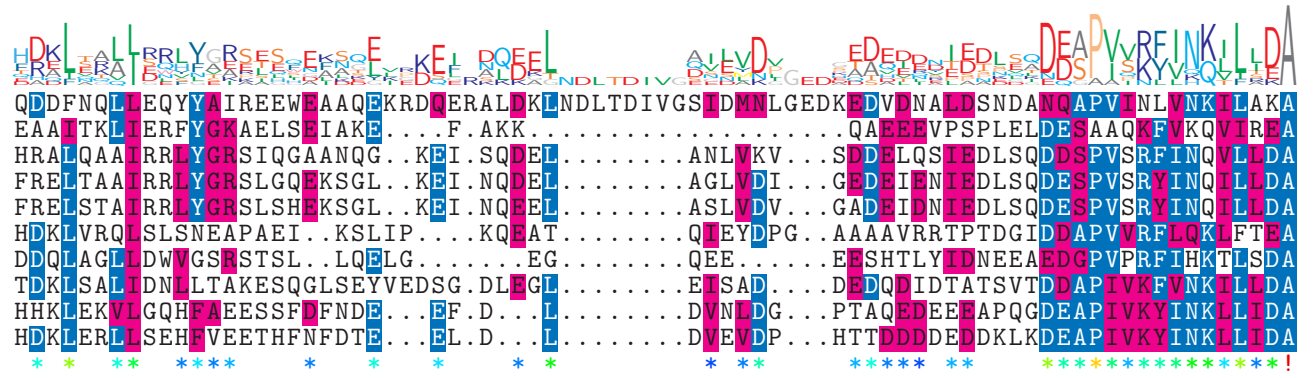 QDDFNQLLEQYYAIREEWEAAQEKRDQERALDKLNDLTDIVGSIDMNLGEDKEDVDNALDSNDANQAPVINLVNKILAKA
EAAITKLIERFYGKAELSEIAKE....F.AKK....................QAEEEVPSPLELDESAAQKFVKQVIREA
HRALQAAIRRLYGRSIQGAANQG..KEI.SQDEL........ANLVKV...SDDELQSIEDLSQDDSPVSRFINQVLLDA
FRELTAAIRRLYGRSLGQEKSGL..KEI.NQDEL........AGLVDI...GEDEIENIEDLSQDESPVSRYINQILLDA
FRELSTAIRRLYGRSLSHEKSGL..KEI.NQEEL........ASLVDV...GADEIDNIEDLSQDESPVSRYINQILLDA
HDKLVRQLSLSNEAPAEI..KSLIP....KQEAT........QIEYDPG..AAAAVRRTPTDGIDDAPVVRFLQKLFTEA
DDQLAGLLDWVGSRSTSL..LQELG.......EG........QEE......EESHTLYIDNEEAEDGPVPRFIHKTLSDA
TDKLSALIDNLLTAKESQGLSEYVEDSG.DLEGL........EISAD....DEDQDIDTATSVTDDAPIVKFVNKILLDA
HHKLEKVLGQHFAEESSFDFNDE...EF.D...L........DVNLDG...PTAQEDEEEAPQGDEAPIVKYINKLLIDA
HDKLERLLSEHFVEETHFNFDTE...EL.D...L........DVEVDP...HTTDDDDEDDKLKDEAPIVKYINKLLIDA
* * * * * * * * * * * * * * * * * * * * * * * * * * * * * * * * * * * * * * !